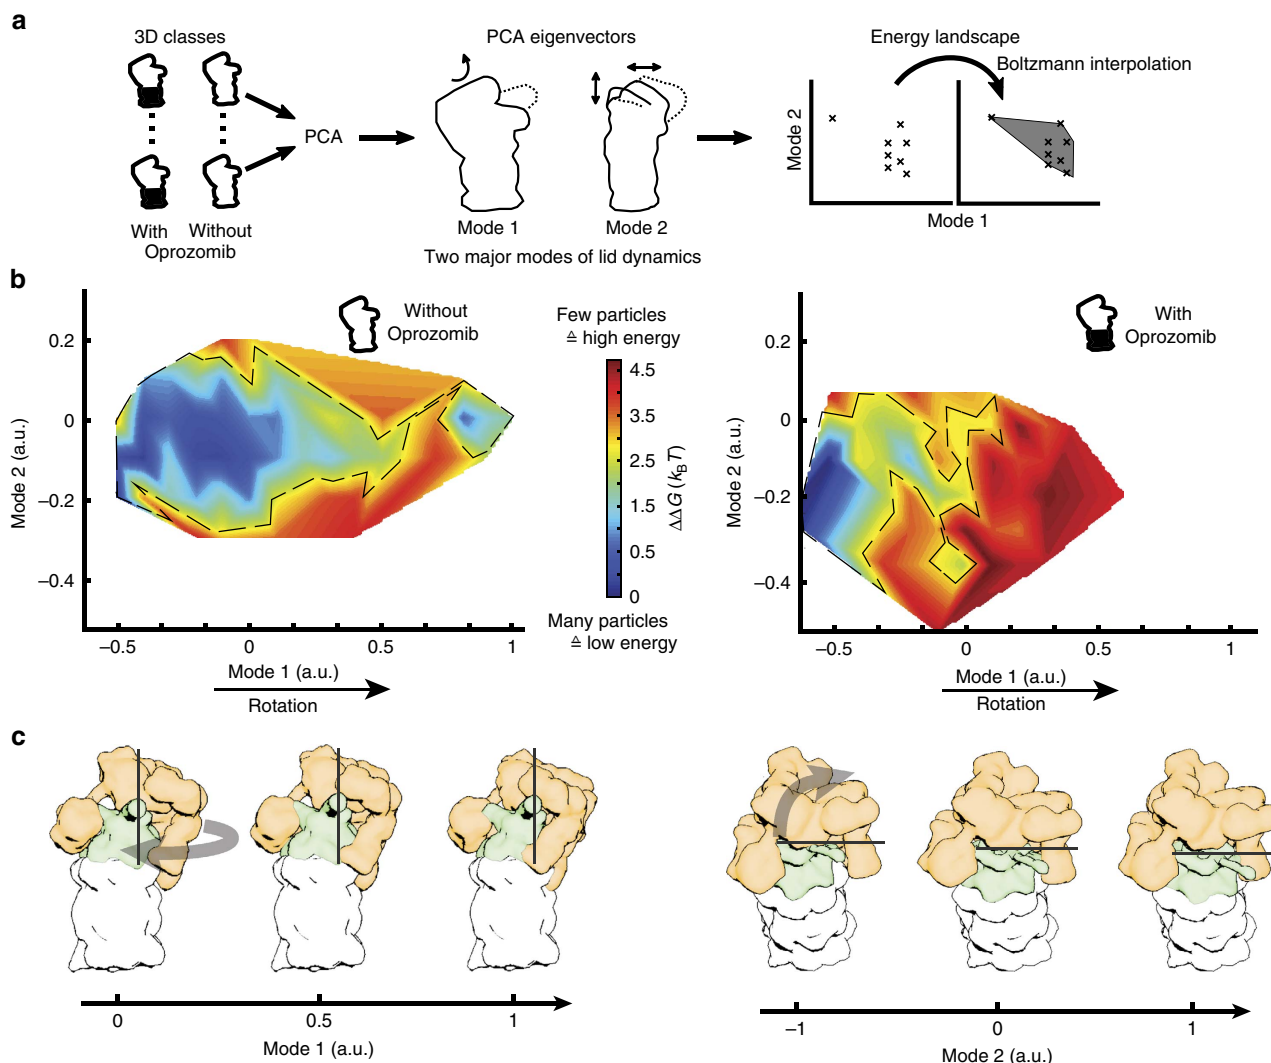 a
3D classes
PCA eigenvectors
Energy landscape
Boltzmann interpolation
PCA
Mode 2
With
Without
Oprozomib
Mode 1
Mode 2
Mode 1
Two major modes of lid dynamics
b
Without
Oprozomib
Few particles
≙ high energy
With
Oprozomib
0.2
0
–0.2
–0.4
Mode 2 (a.u.)
4.5
3.5
2.5
1.5
0.5
0
ΔΔG (kBT)
Many particles
≙ low energy
0.2
0
–0.2
–0.4
Mode 2 (a.u.)
–0.5
0
0.5
1
Mode 1 (a.u.)
Rotation
–0.5
0
0.5
1
Mode 1 (a.u.)
Rotation
c
0
0.5
1
Mode 1 (a.u.)
–1
0
1
Mode 2 (a.u.)